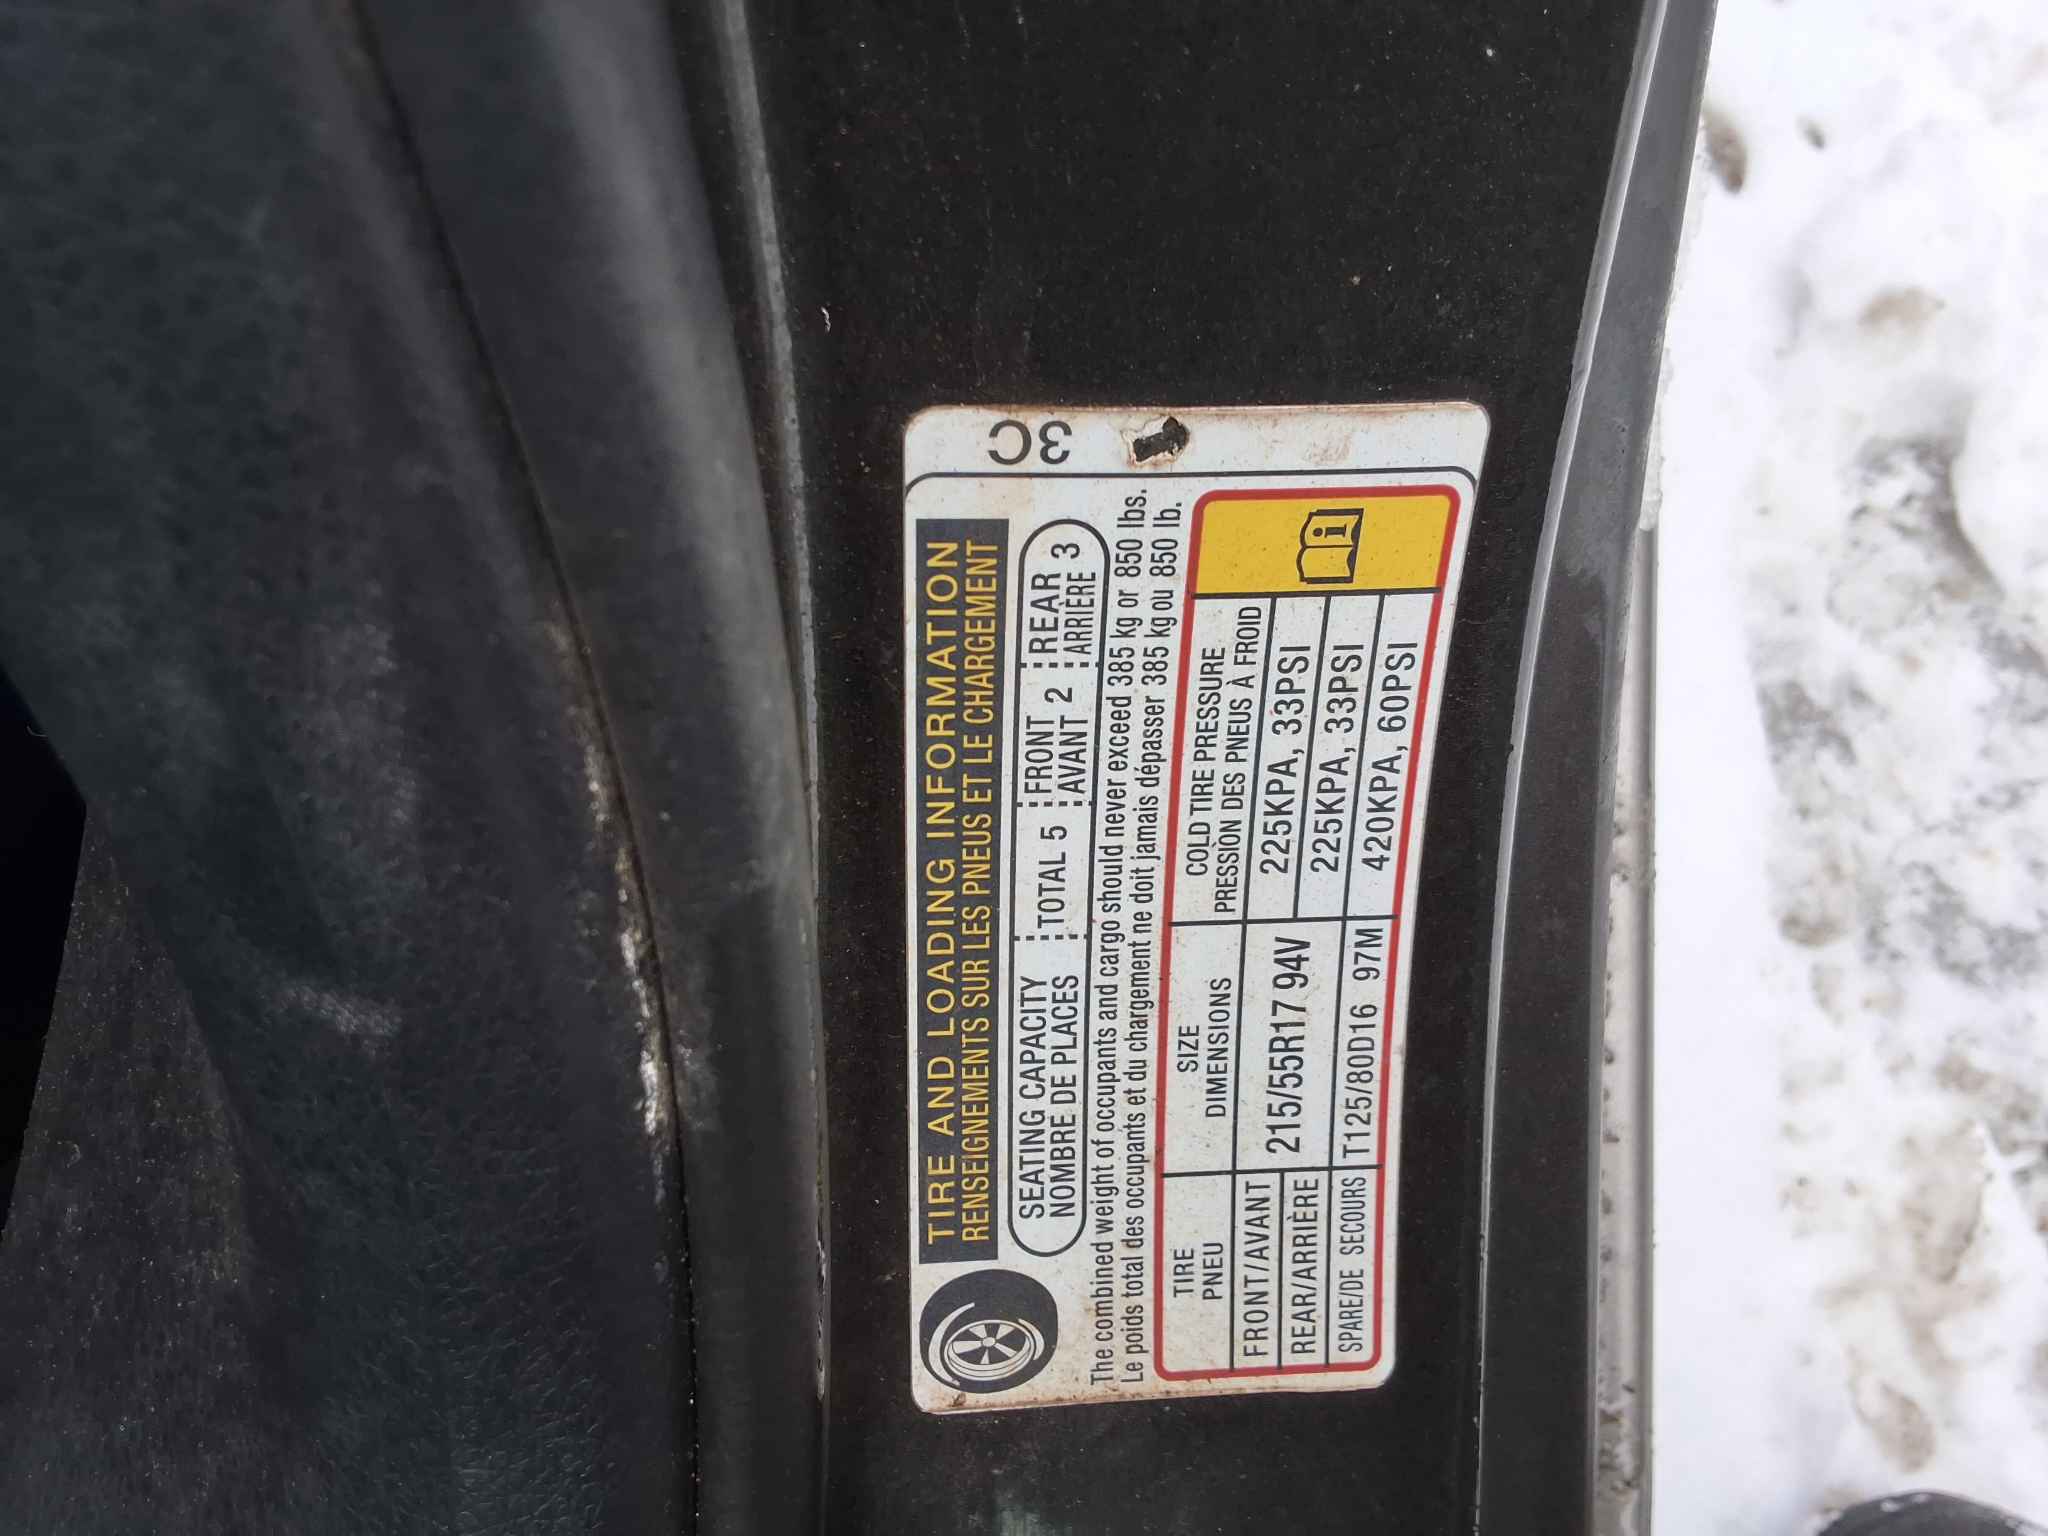 3C
TIRE AND LOADING INFORMATION
RENSEIGNEMENTS SUR LES PNEUS ET LE CHARGEMENT
SEATING CAPACITY
NOMBRE DE PLACES
TOTAL 5
FRONT
AVANT 2
REAR
ARRIÈRE 3
The combined weight of occupants and cargo should never exceed 385 kg or 850 lbs.
Le poids total des occupants et du chargement ne doit jamais dépasser 385 kg ou 850 lb.
TIRE
PNEU
SIZE
DIMENSIONS
COLD TIRE PRESSURE
PRESSION DES PNEUS À FROID
FRONT/AVANT
REAR/ARRIÈRE
215/55R17 94V
225KPA, 33PSI
225KPA, 33PSI
SPARE/DE SECOURS T125/80D16 97M 420KPA, 60PSI